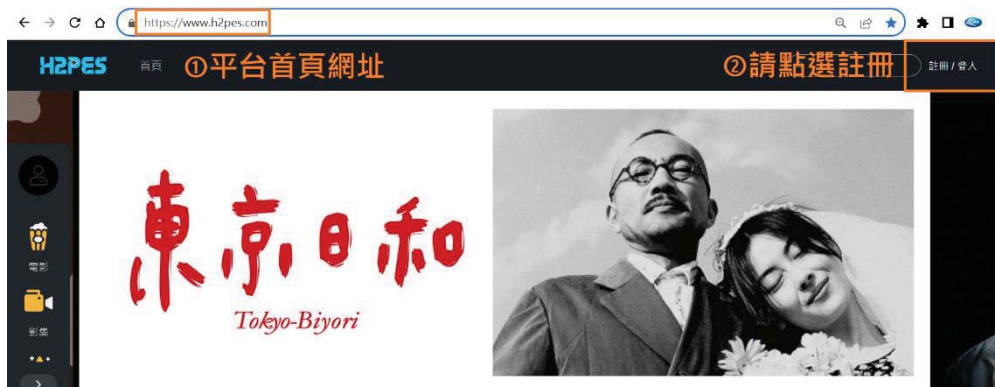 https://www.h2pes.com
H2PES
首頁
①平台首頁網址
②請點選註冊
註冊 / 登入
東京日和
Tokyo-Biyori
電影
影集